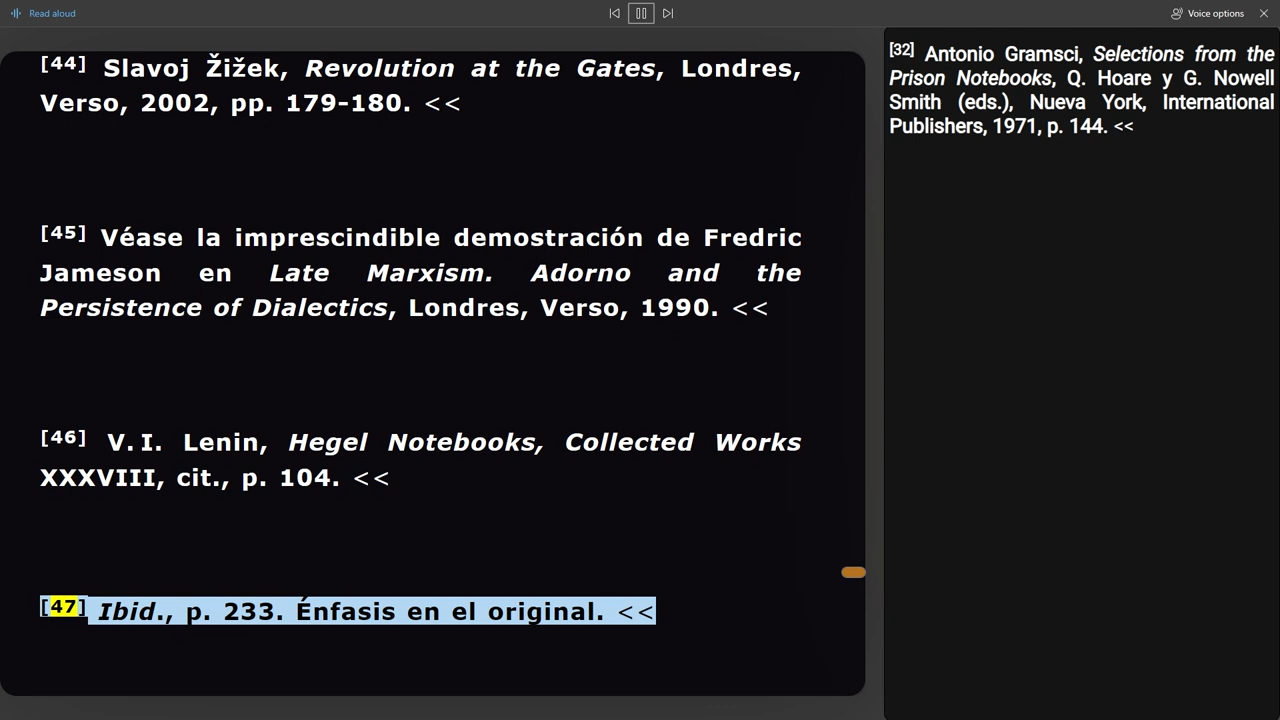 Read aloud
Voice options
[44] Slavoj Žižek, Revolution at the Gates, Londres,
Verso, 2002, pp. 179-180. <<
[45] Véase la imprescindible demostración de Fredric
Jameson en Late Marxism. Adorno and the
Persistence of Dialectics, Londres, Verso, 1990. <<
[46] V. I. Lenin, Hegel Notebooks, Collected Works
XXXVIII, cit., p. 104. <<
[47] Ibid., p. 233. Énfasis en el original. <<
[32] Antonio Gramsci, Selections from the
Prison Notebooks, Q. Hoare y G. Nowell
Smith (eds.), Nueva York, International
Publishers, 1971, p. 144. <<